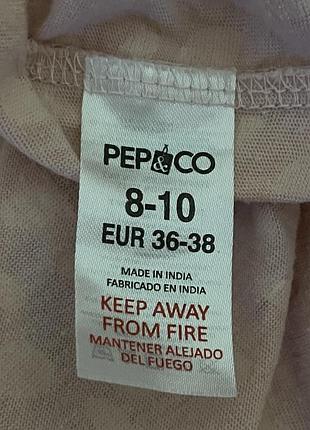 PEP&CO
8-10
EUR 36-38
MADE IN INDIA
FABRICADO EN INDIA
KEEP AWAY
FROM FIRE
MANTENER ALEJADO
DEL FUEGO